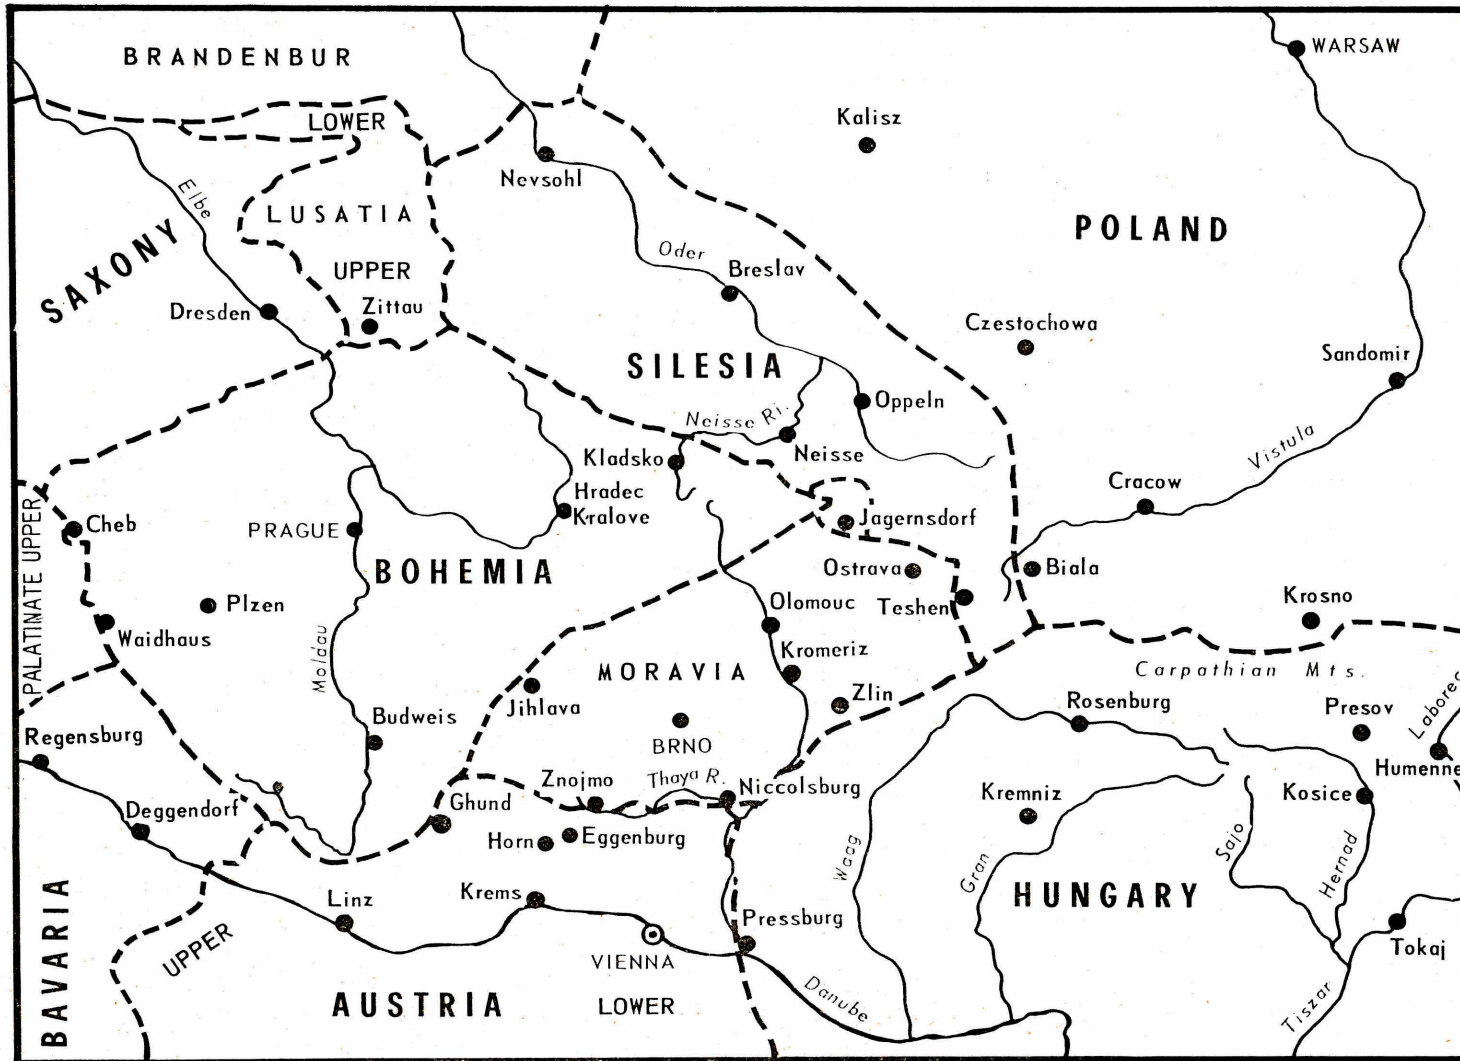 BRANDENBUR
WARSAW
LOWER
Kalisz
Nevsohl
Elbe
LUSATIA
POLAND
SAXONY
Oder
UPPER
Breslav
Dresden
Zittau
Czestochowa
SILESIA
Sandomir
Oppeln
Neisse Ri.
Neisse
Kladsko
Vistula
Hradec
Kralove
Cracow
PALATINATE UPPER
Cheb
PRAGUE
Jagernsdorf
BOHEMIA
Ostrava
Biala
Teshen
Plzen
Olomouc
Krosno
Waidhaus
Moldau
Kromeriz
MORAVIA
Carpathian Mts.
Zlin
Jihlava
Rosenburg
Presov
Laborec
Budweis
Regensburg
BRNO
Humenne
Znojmo
Thaya R.
Niccolsburg
Kremniz
Kosice
Ghund
Deggendorf
Horn
Eggenburg
Waag
Gran
Sajo
Hernad
HUNGARY
Linz
Krems
Pressburg
Tokaj
UPPER
VIENNA
BAVARIA
AUSTRIA
LOWER
Danube
Tiszar